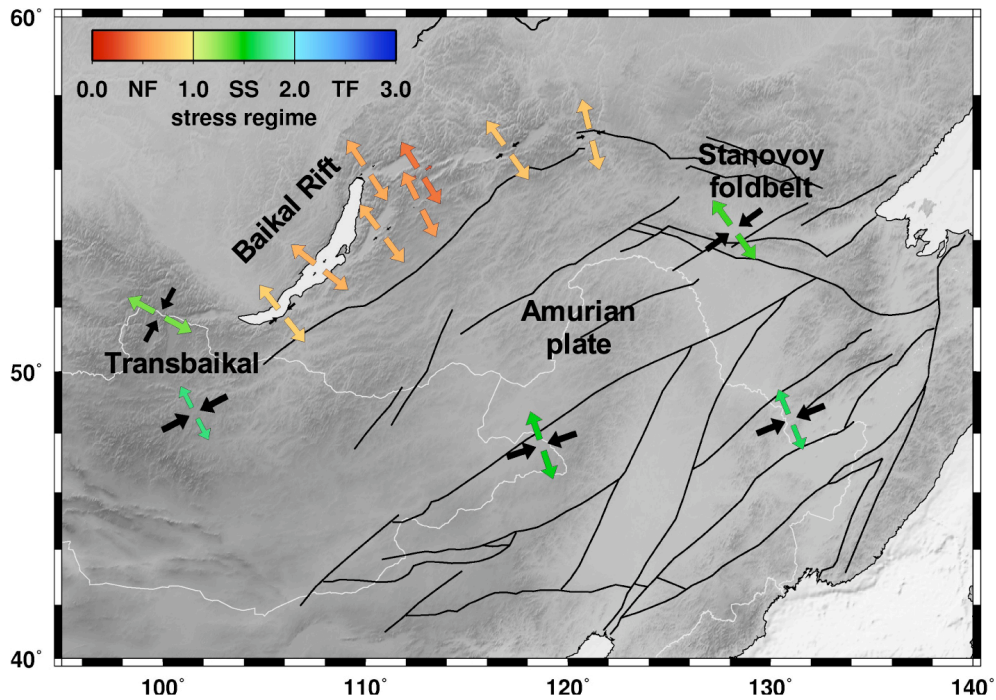 60°
0.0 NF 1.0 SS 2.0 TF 3.0
stress regime
Baikal Rift
Stanovoy
foldbelt
Amurian
plate
Transbaikal
50°
40°
100° 110° 120° 130° 140°